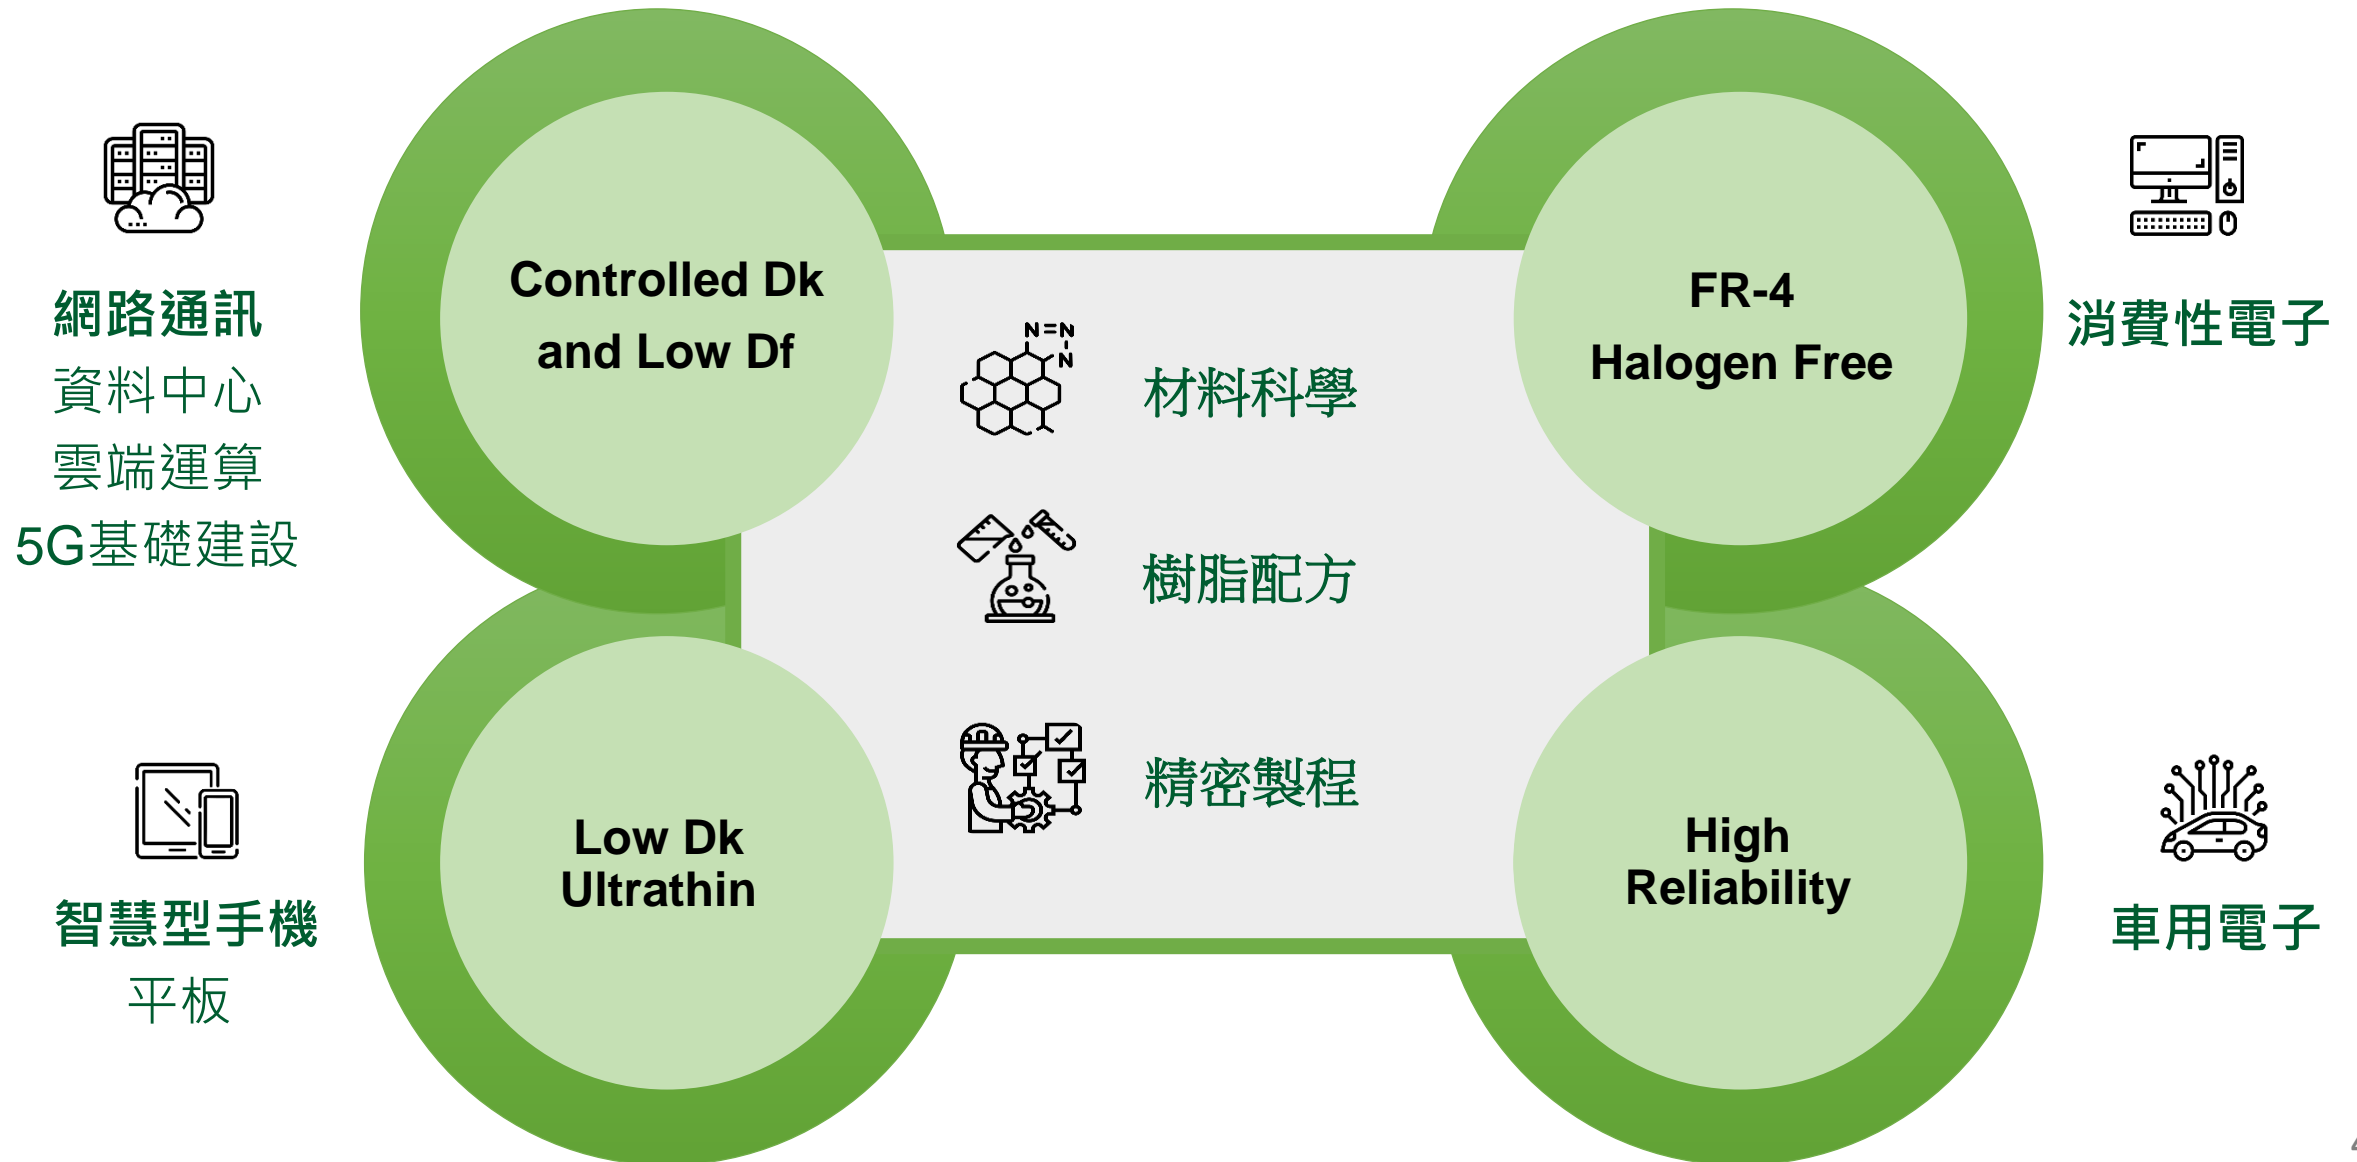 網路通訊
資料中心
雲端運算
5G基礎建設
Controlled Dk
and Low Df
N=N
N
材料科學
樹脂配方
精密製程
FR-4
Halogen Free
消費性電子
智慧型手機
平板
Low Dk
Ultrathin
High
Reliability
車用電子